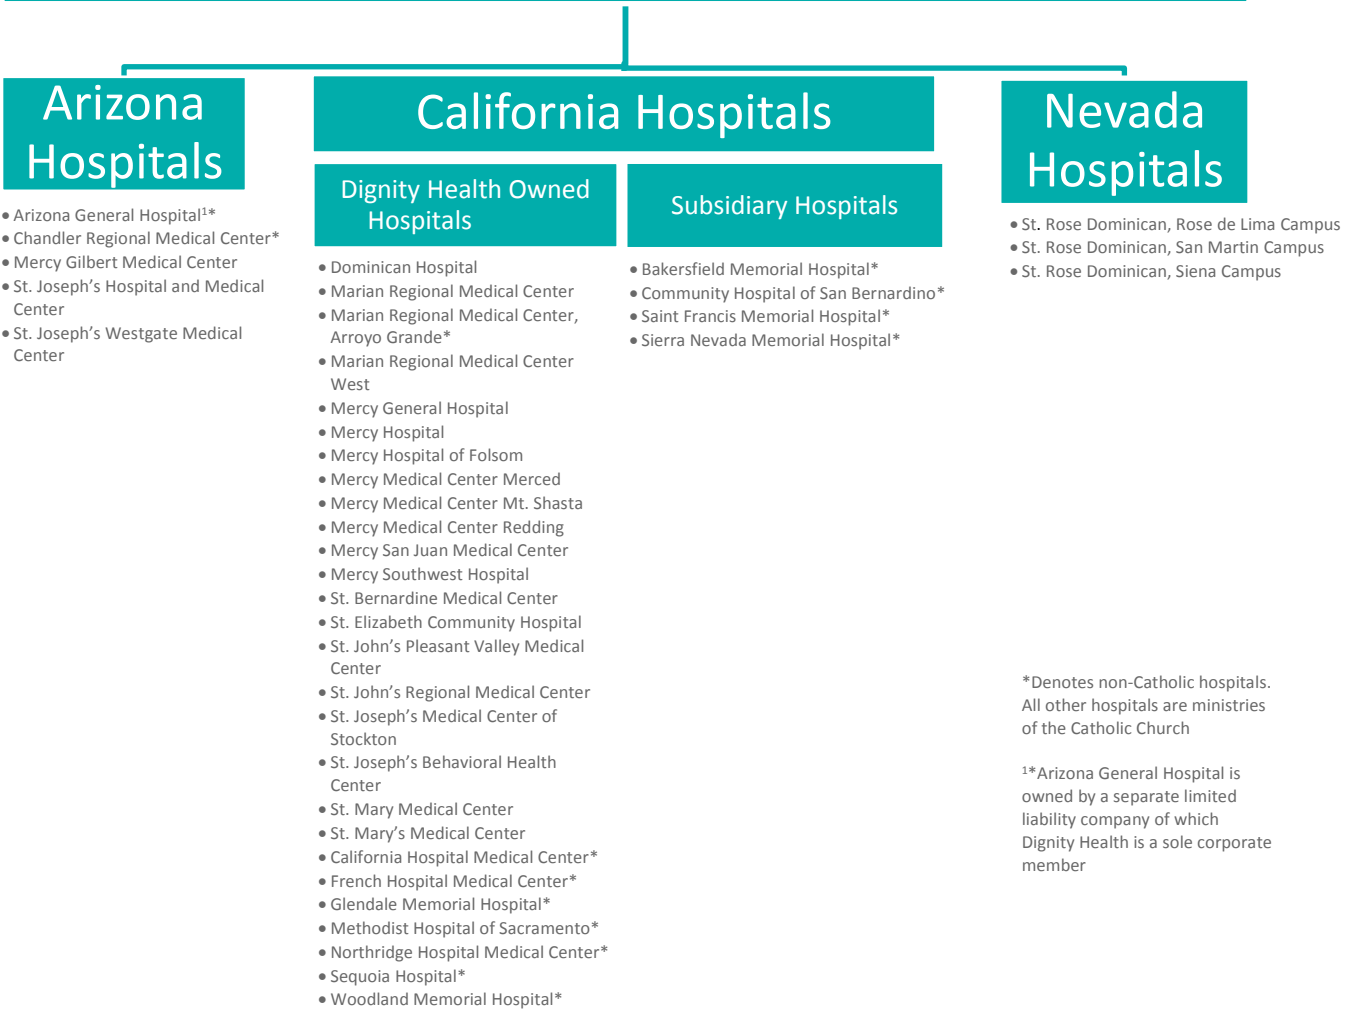 Arizona
Hospitals
• Arizona General Hospital¹*
• Chandler Regional Medical Center*
• Mercy Gilbert Medical Center
• St. Joseph’s Hospital and Medical
Center
• St. Joseph’s Westgate Medical
Center
California Hospitals
Dignity Health Owned
Hospitals
• Dominican Hospital
• Marian Regional Medical Center
• Marian Regional Medical Center,
Arroyo Grande*
• Marian Regional Medical Center
West
• Mercy General Hospital
• Mercy Hospital
• Mercy Hospital of Folsom
• Mercy Medical Center Merced
• Mercy Medical Center Mt. Shasta
• Mercy Medical Center Redding
• Mercy San Juan Medical Center
• Mercy Southwest Hospital
• St. Bernardine Medical Center
• St. Elizabeth Community Hospital
• St. John’s Pleasant Valley Medical
Center
• St. John’s Regional Medical Center
• St. Joseph’s Medical Center of
Stockton
• St. Joseph’s Behavioral Health
Center
• St. Mary Medical Center
• St. Mary’s Medical Center
• California Hospital Medical Center*
• French Hospital Medical Center*
• Glendale Memorial Hospital*
• Methodist Hospital of Sacramento*
• Northridge Hospital Medical Center*
• Sequoia Hospital*
• Woodland Memorial Hospital*
Subsidiary Hospitals
• Bakersfield Memorial Hospital*
• Community Hospital of San Bernardino*
• Saint Francis Memorial Hospital*
• Sierra Nevada Memorial Hospital*
Nevada
Hospitals
• St. Rose Dominican, Rose de Lima Campus
• St. Rose Dominican, San Martin Campus
• St. Rose Dominican, Siena Campus
*Denotes non-Catholic hospitals.
All other hospitals are ministries
of the Catholic Church
¹*Arizona General Hospital is
owned by a separate limited
liability company of which
Dignity Health is a sole corporate
member